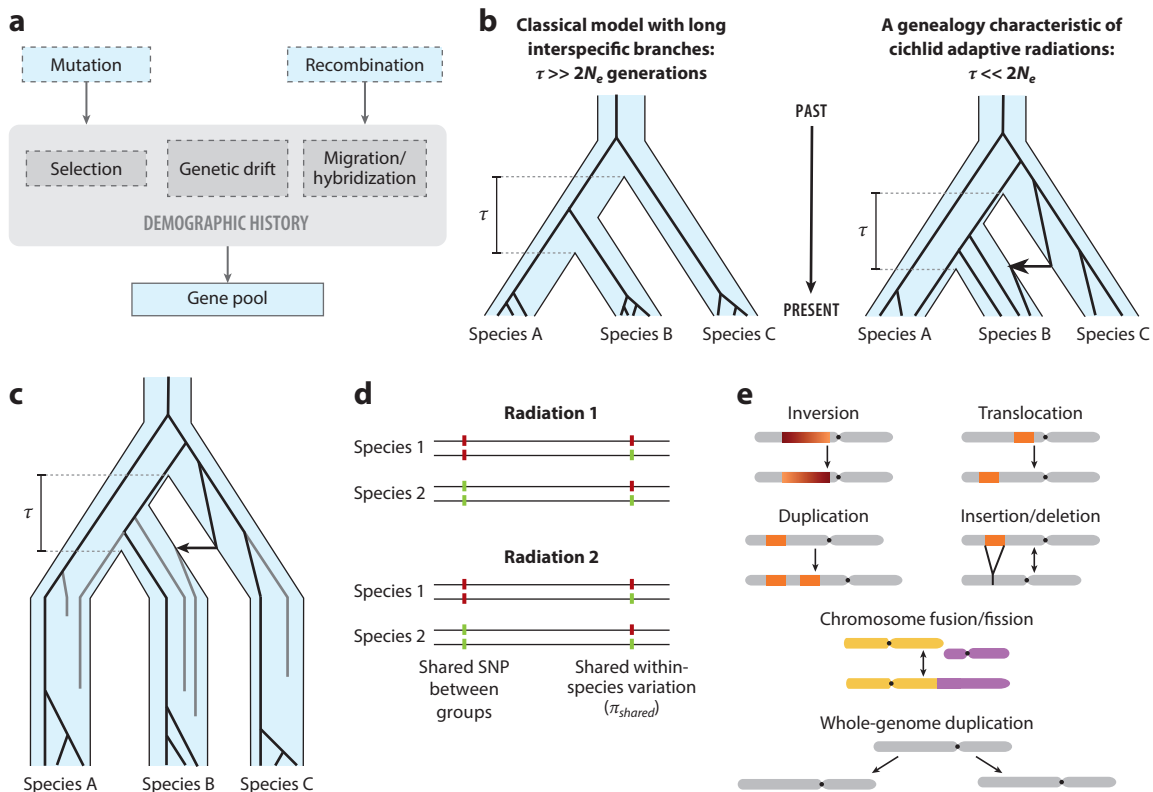 a
Mutation
Recombination
Selection
Genetic drift
Migration/
hybridization
DEMOGRAPHIC HISTORY
Gene pool
b
Classical model with long
interspecific branches:
τ >> 2Ne generations
A genealogy characteristic of
cichlid adaptive radiations:
τ << 2Ne
PAST
PRESENT
τ
Species A
Species B
Species C
τ
Species A
Species B
Species C
c
τ
Species A
Species B
Species C
d
Radiation 1
Species 1
Species 2
Radiation 2
Species 1
Species 2
Shared SNP
between
groups
Shared within-
species variation
(πshared)
e
Inversion
Translocation
Duplication
Insertion/deletion
Chromosome fusion/fission
Whole-genome duplication